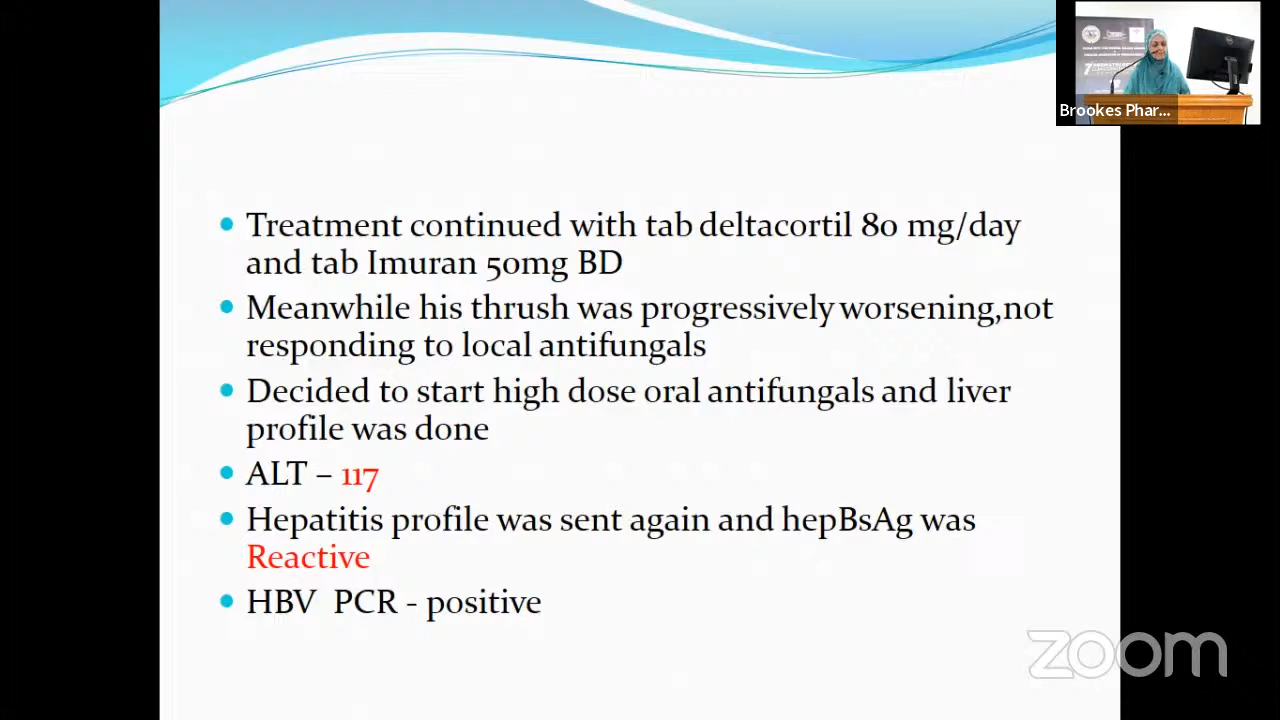 Brookes Phar...
Treatment continued with tab deltacortil 80 mg/day
and tab Imuran 50mg BD
Meanwhile his thrush was progressively worsening,not
responding to local antifungals
Decided to start high dose oral antifungals and liver
profile was done
ALT – 117
Hepatitis profile was sent again and hepBsAg was
Reactive
HBV PCR - positive
zoom